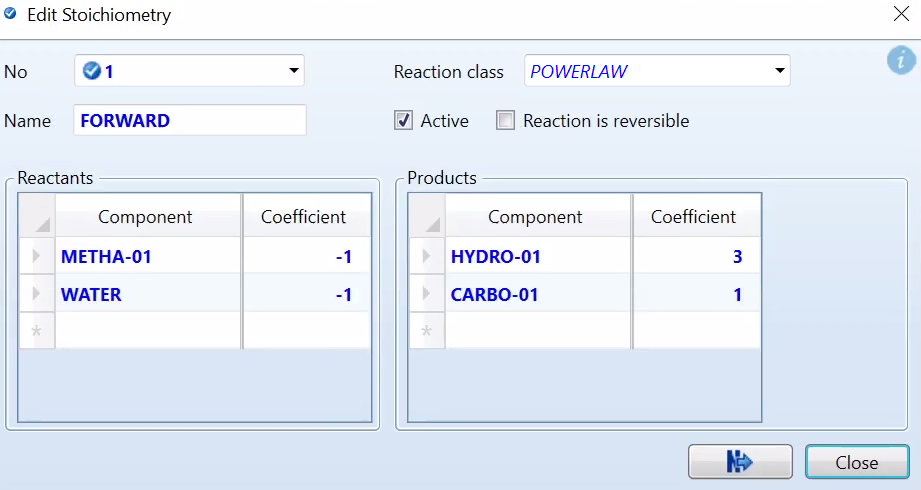 Edit Stoichiometry
No 1 Reaction class POWERLAW
Name FORWARD Active Reaction is reversible
i
Reactants Products
Component Coefficient Component Coefficient
METHA-01 -1 HYDRO-01 3
WATER -1 CARBO-01 1
* *
N Close